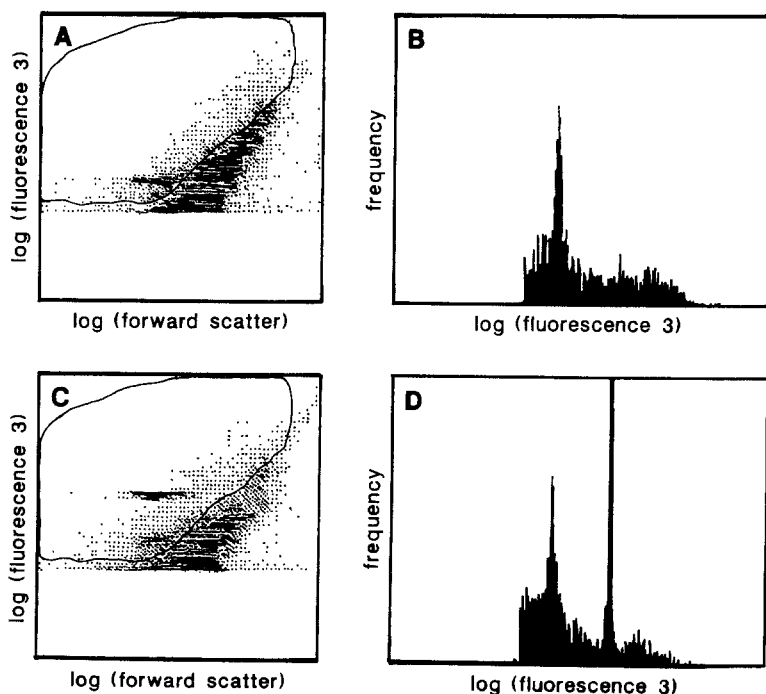 A
log (fluorescence 3)
log (forward scatter)
B
frequency
log (fluorescence 3)
C
log (fluorescence 3)
log (forward scatter)
D
frequency
log (fluorescence 3)